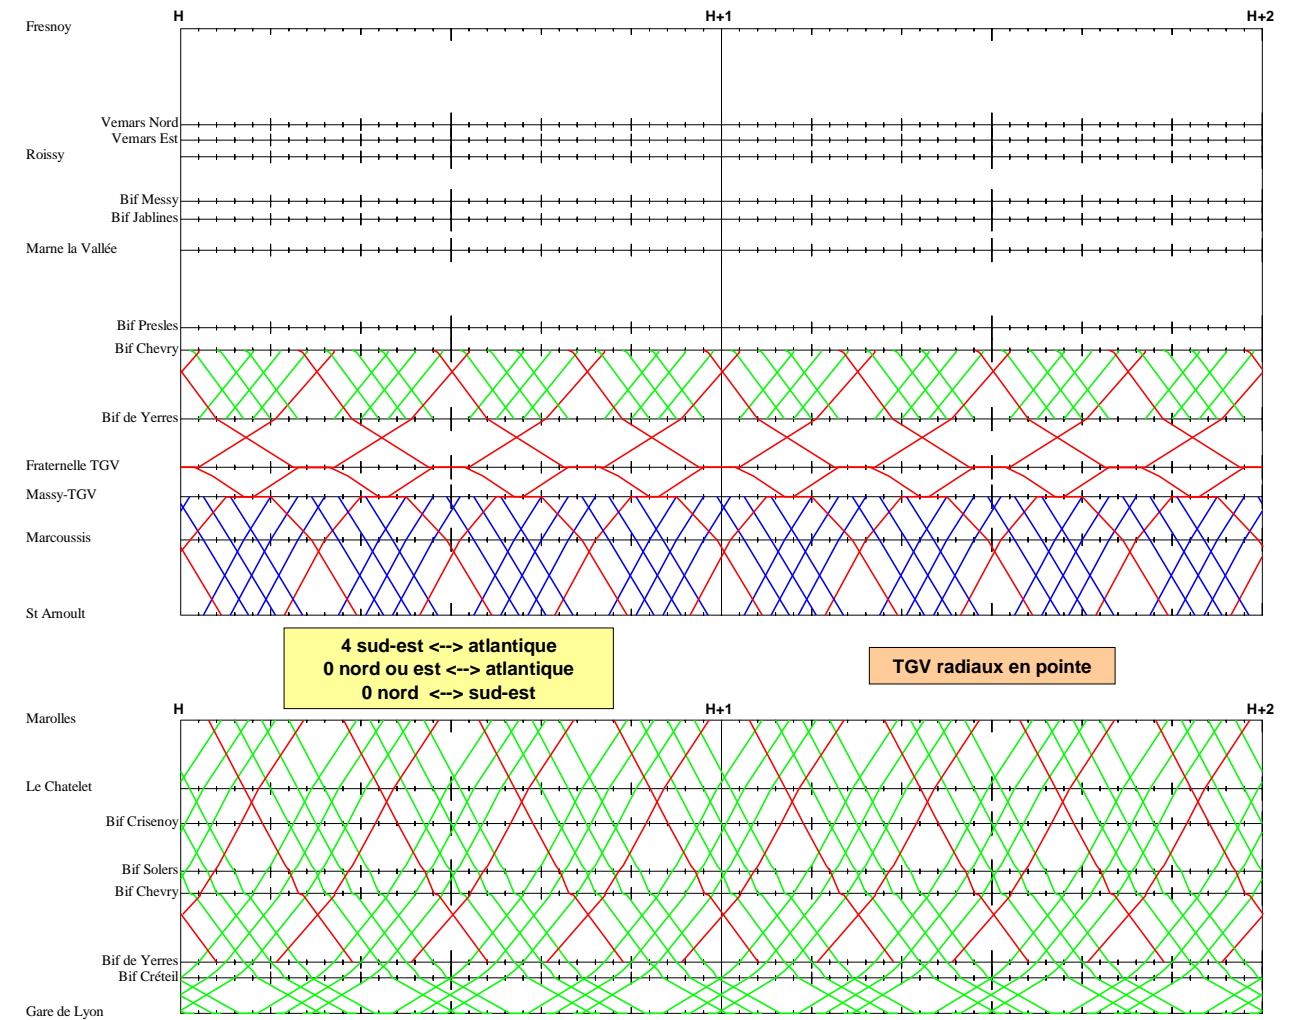 H H+1 H+2
Fresnoy
Vemars Nord
Vemars Est
Roissy
Bif Messy
Bif Jablines
Marne la Vallée
Bif Presles
Bif Chevry
Bif de Yerres
Fraternelle TGV
Massy-TGV
Marcoussis
St Arnoult
4 sud-est <--> atlantique
0 nord ou est <--> atlantique
0 nord <--> sud-est
TGV radiaux en pointe
H H+1 H+2
Marolles
Le Chatelet
Bif Crisenoy
Bif Solers
Bif Chevry
Bif de Yerres
Bif Créteil
Gare de Lyon